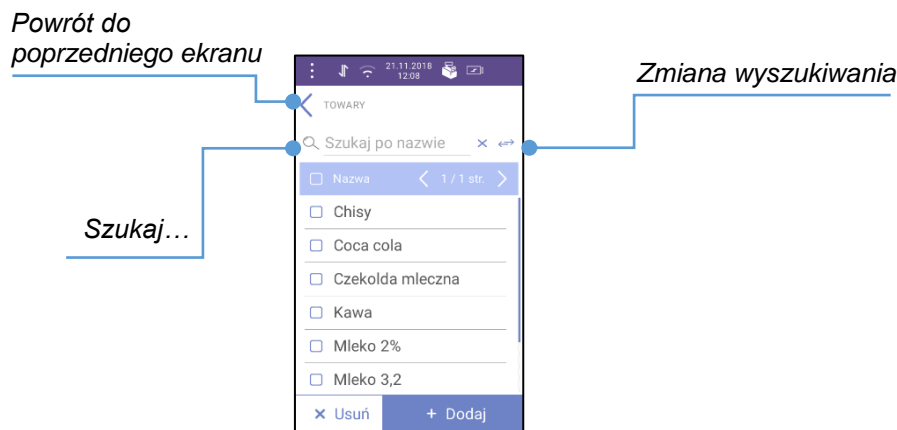 Powrót do
poprzedniego ekranu
21.11.2018
12:08
Zmiana wyszukiwania
TOWARY
Szukaj po nazwie
Nazwa 1 / 1 str.
Szukaj…
Chisy
Coca cola
Czekolda mleczna
Kawa
Mleko 2%
Mleko 3,2
Usuń + Dodaj